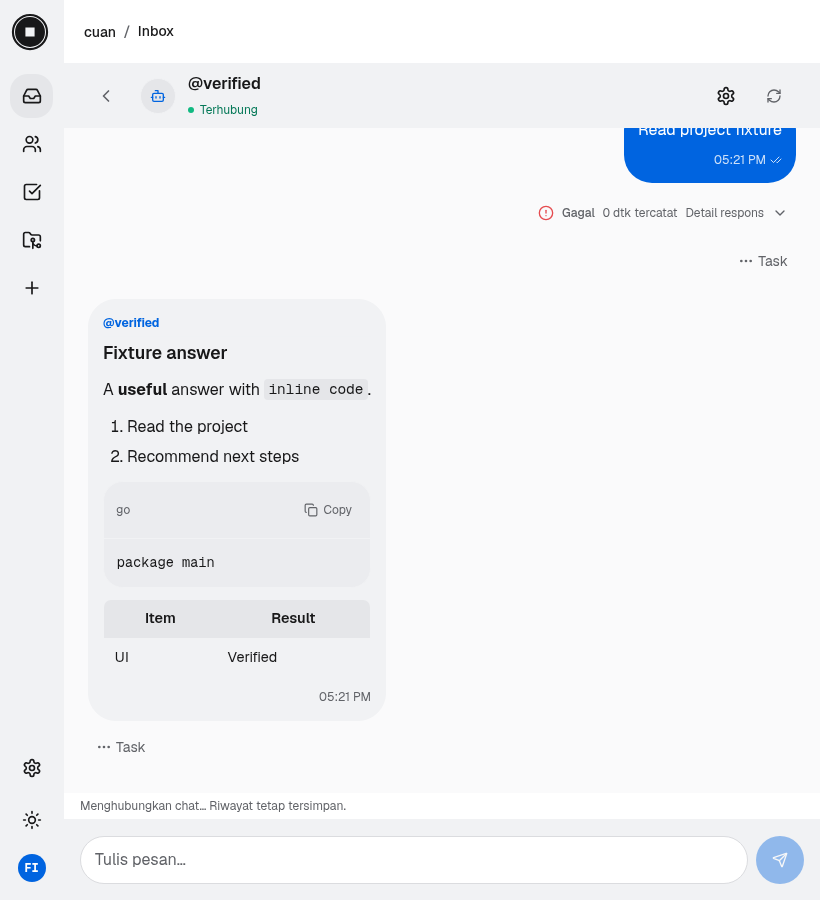 cuan / Inbox
@verified
Terhubung
Read project fixture
05:21 PM
Gagal 0 dtk tercatat Detail respons
··· Task
@verified
Fixture answer
A useful answer with inline code.
1. Read the project
2. Recommend next steps
go Copy
package main
Item Result
UI Verified
05:21 PM
··· Task
Menghubungkan chat… Riwayat tetap tersimpan.
FI
Tulis pesan…